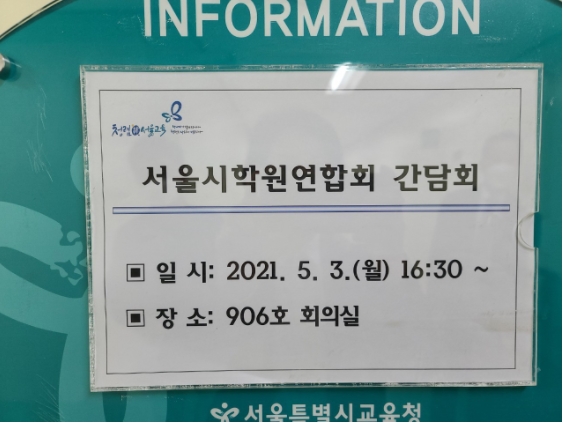 INFORMATION
서울시학원연합회 간담회
▣ 일 시: 2021. 5. 3.(월) 16:30 ~
▣ 장 소: 906호 회의실
서울특별시교육청